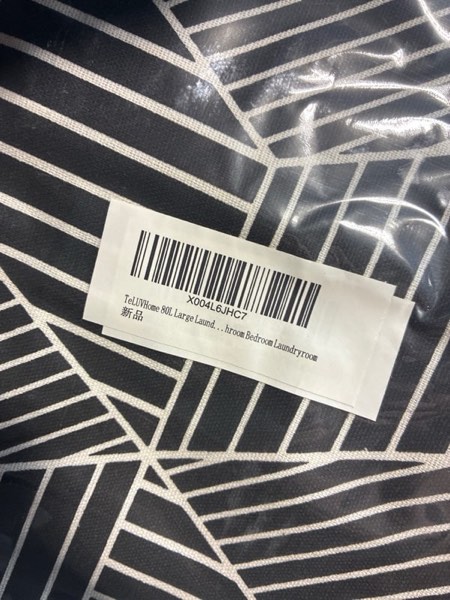 X004L6JHC7
TeLUVHome 80L Large Laund...hroom Bedroom Laundryroom
新品